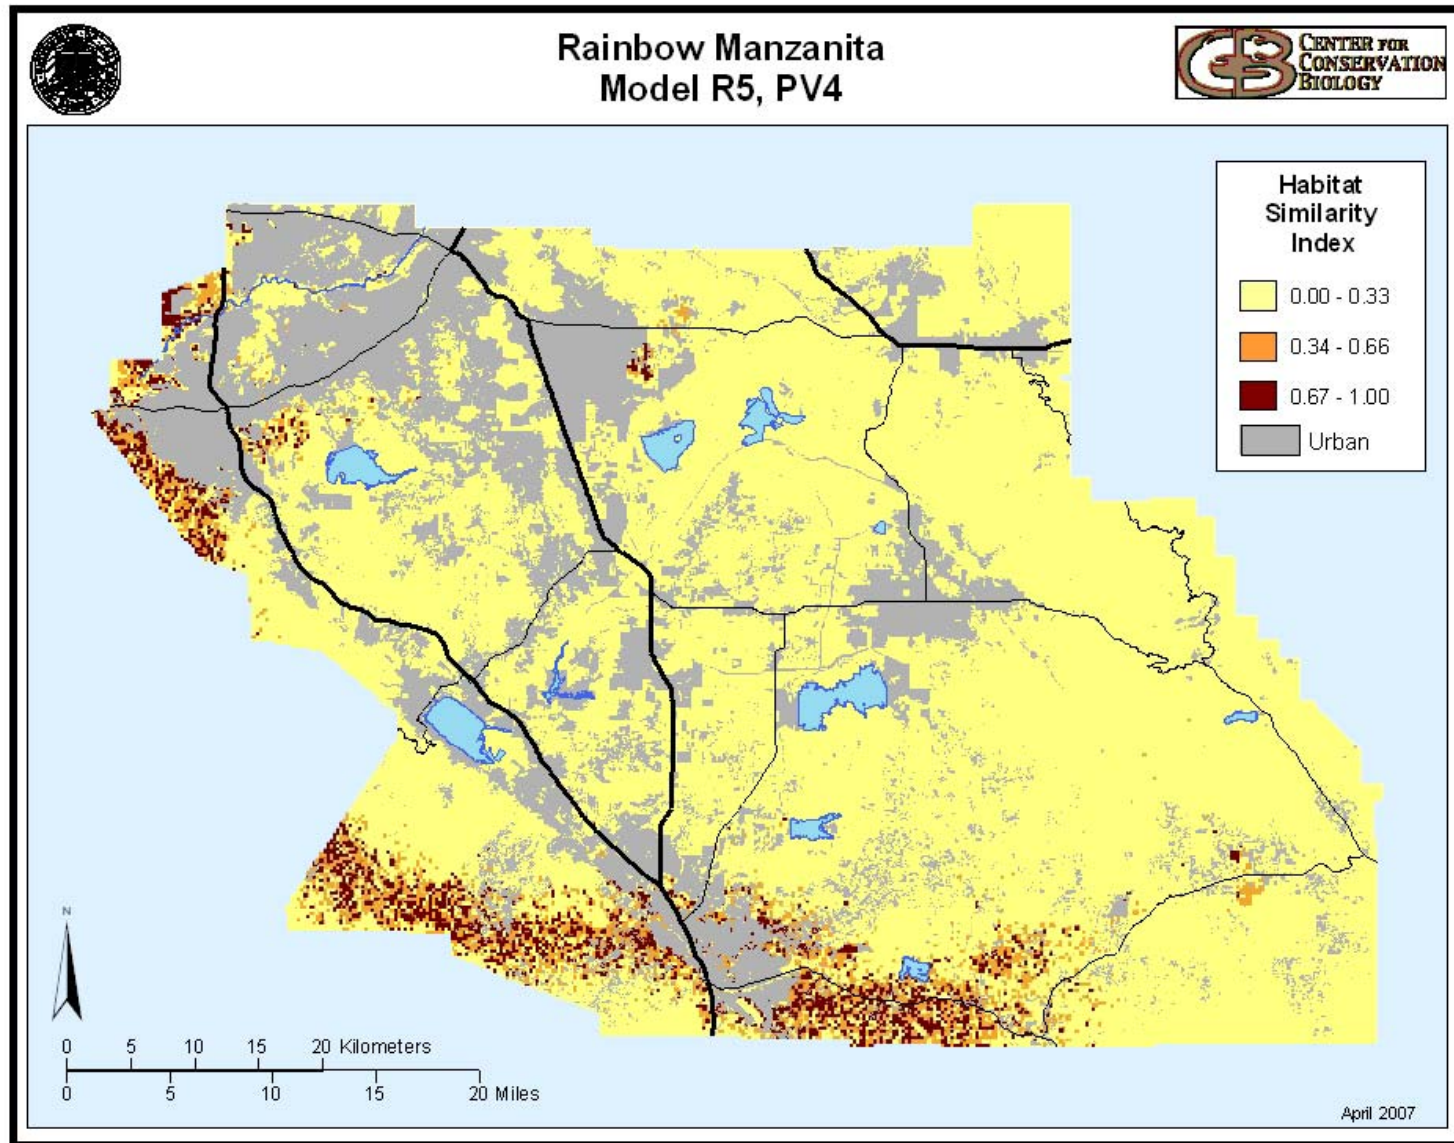 Rainbow Manzanita
Model R5, PV4
CENTER FOR
CONSERVATION
BIOLOGY
Habitat
Similarity
Index
0.00 - 0.33
0.34 - 0.66
0.67 - 1.00
Urban
N
0 5 10 15 20 Kilometers
0 5 10 15 20 Miles
April 2007